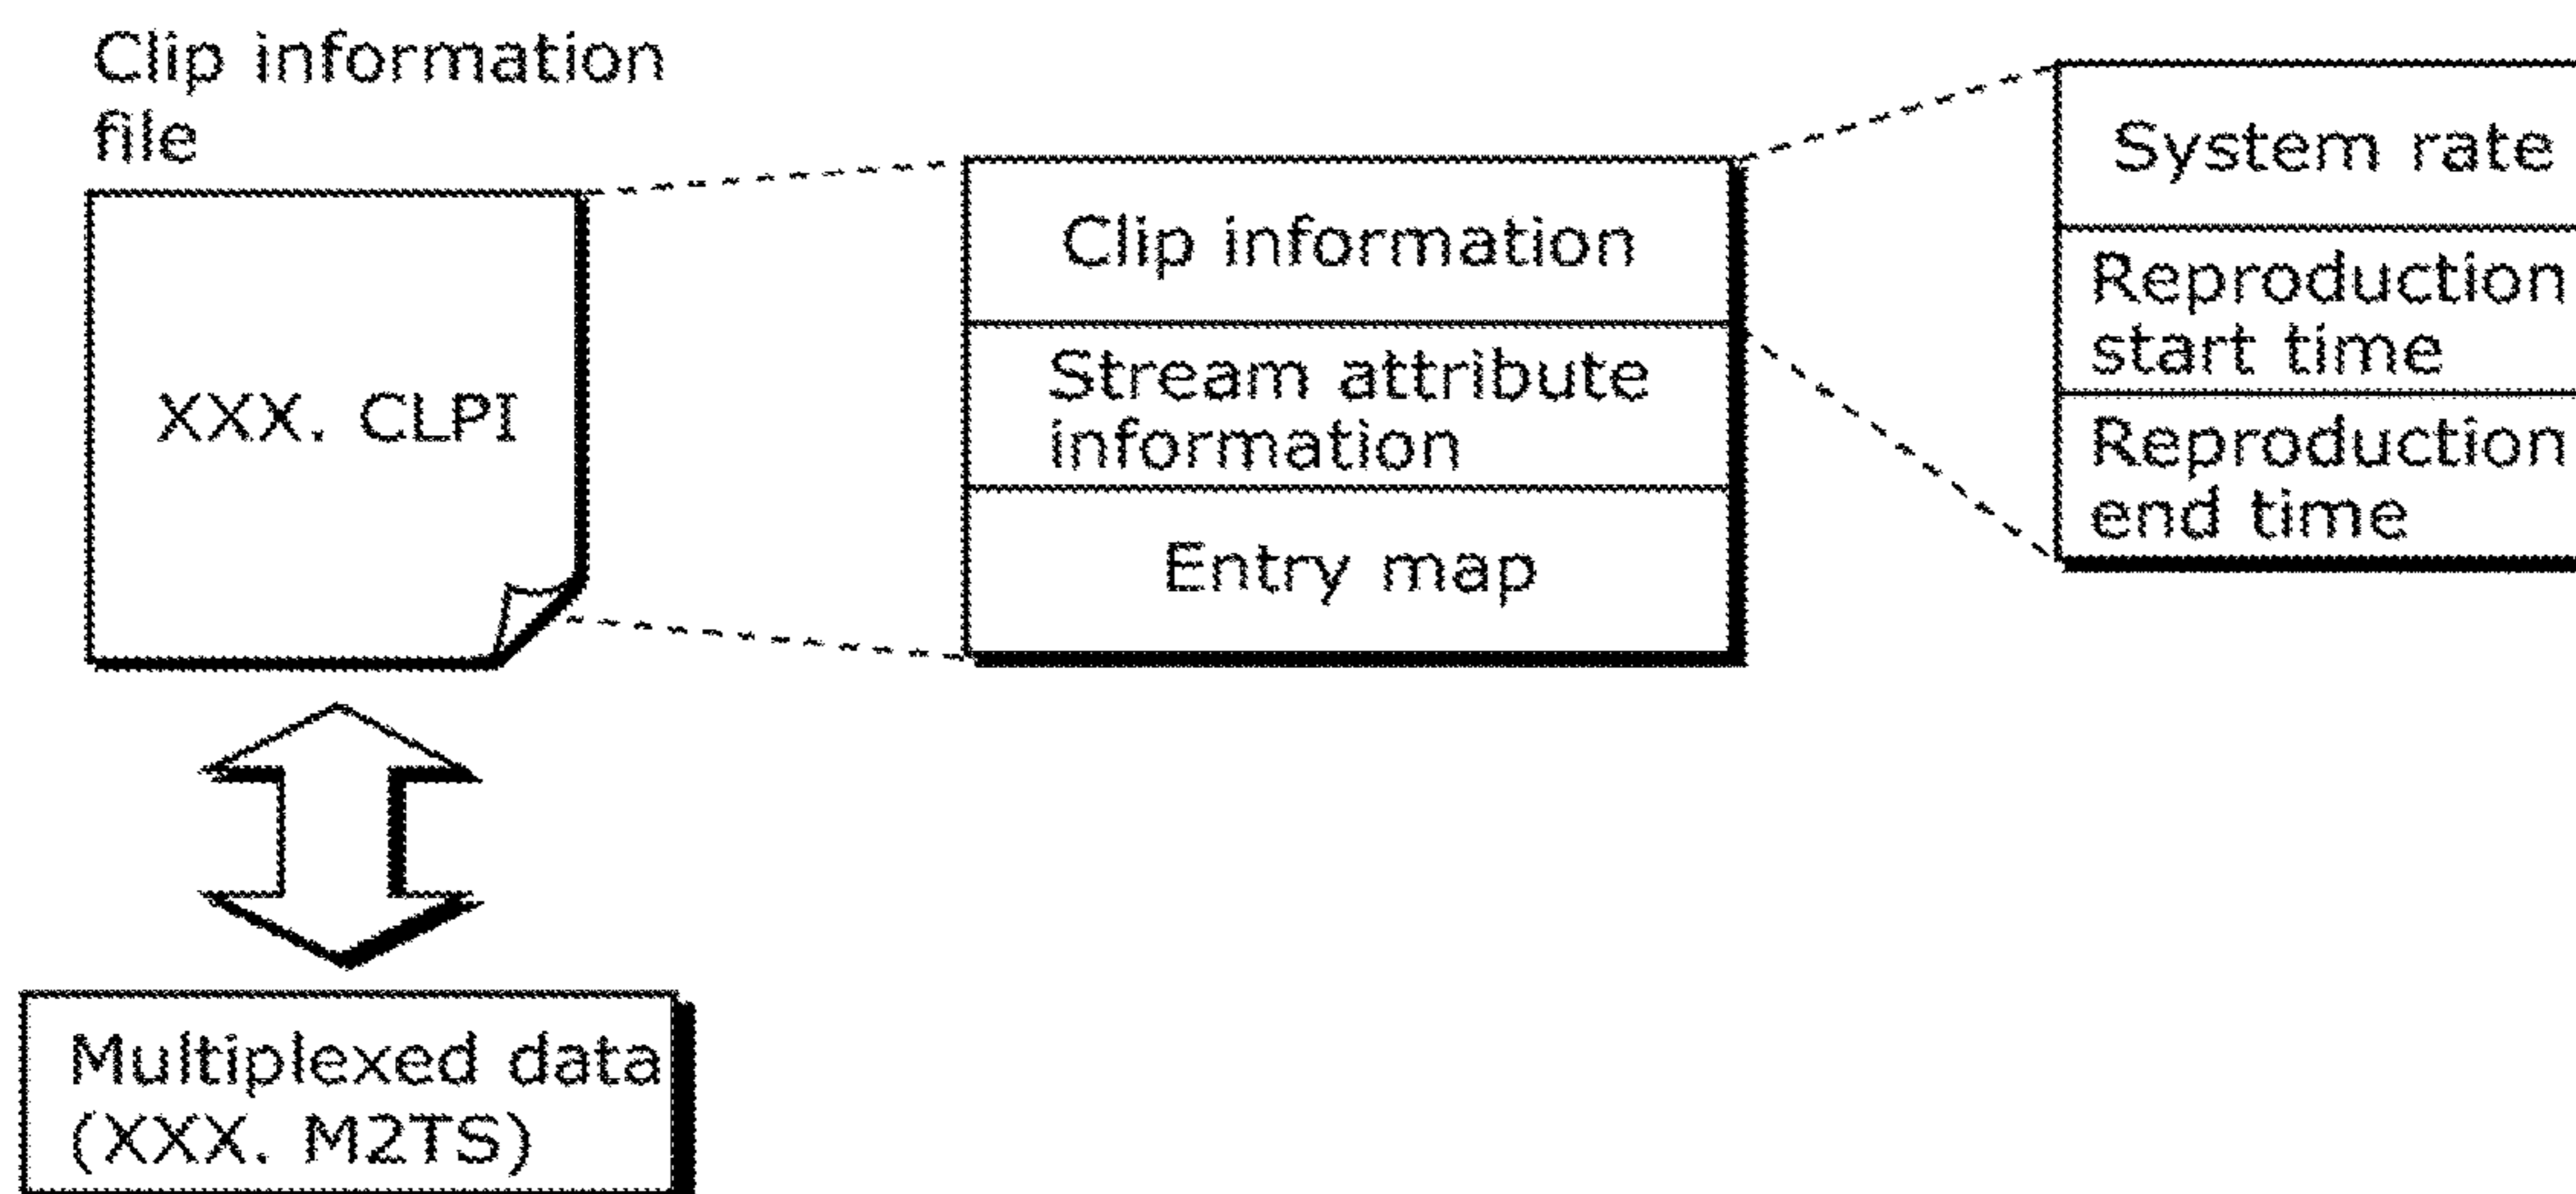 Clip information
file
XXX. CLPI
Multiplexed data
(XXX. M2TS)
Clip information
Stream attribute
information
Entry map
System rate
Reproduction
start time
Reproduction
end time